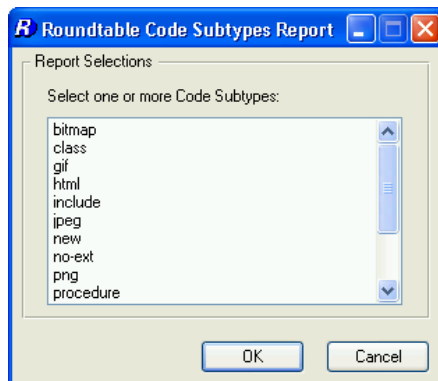 Roundtable Code Subtypes Report
Report Selections
Select one or more Code Subtypes:
bitmap
class
gif
html
include
jpeg
new
no-ext
png
procedure
OK
Cancel